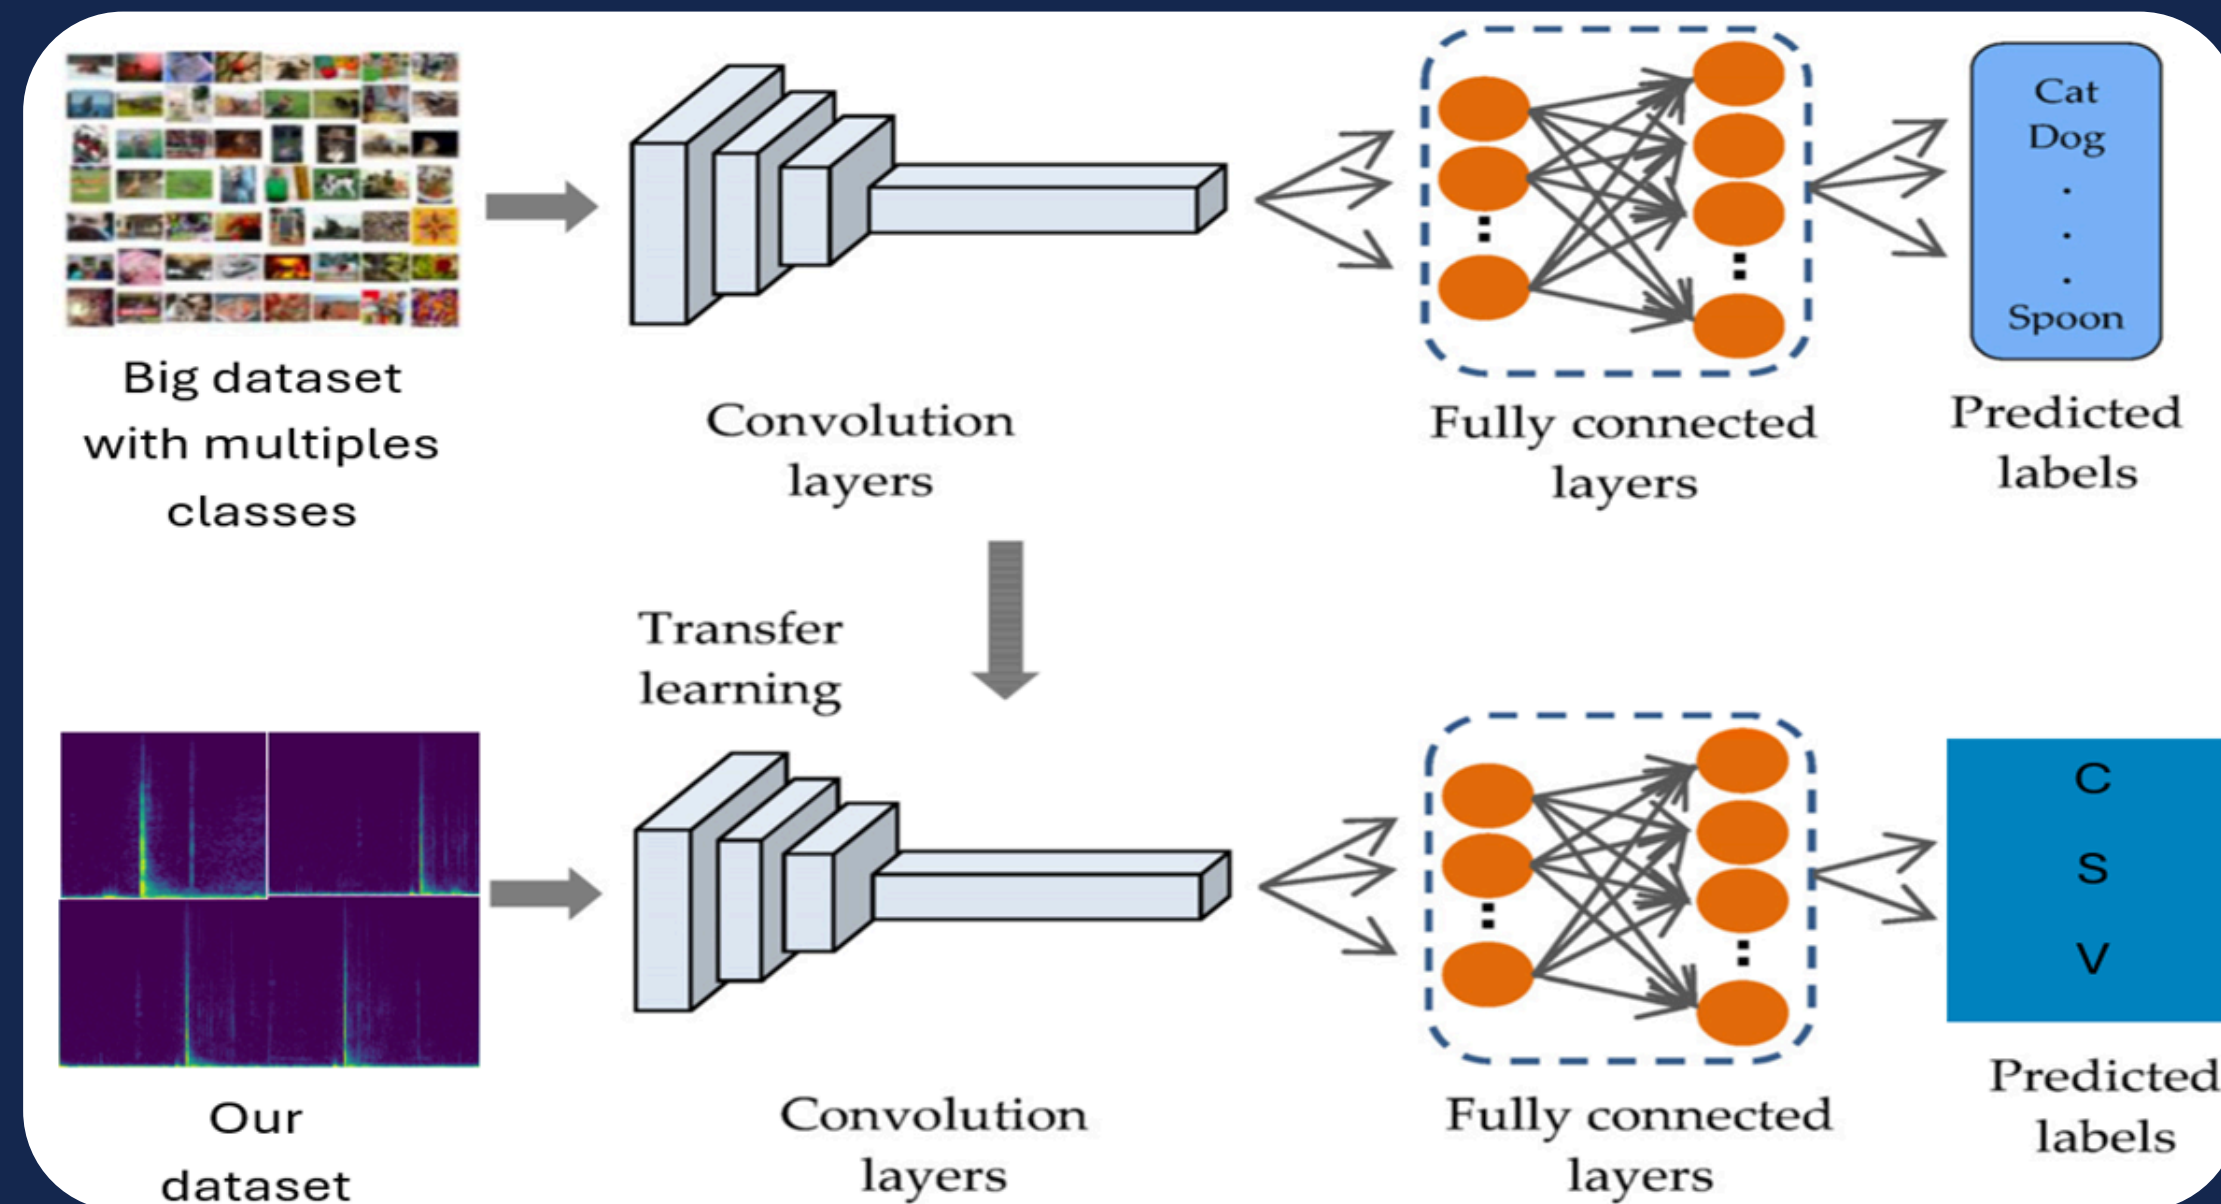 Big dataset
with multiples
classes
Convolution
layers
Fully connected
layers
Cat
Dog
.
.
.
Spoon
Predicted
labels
Transfer
learning
Our
dataset
Convolution
layers
Fully connected
layers
C
S
V
Predicted
labels